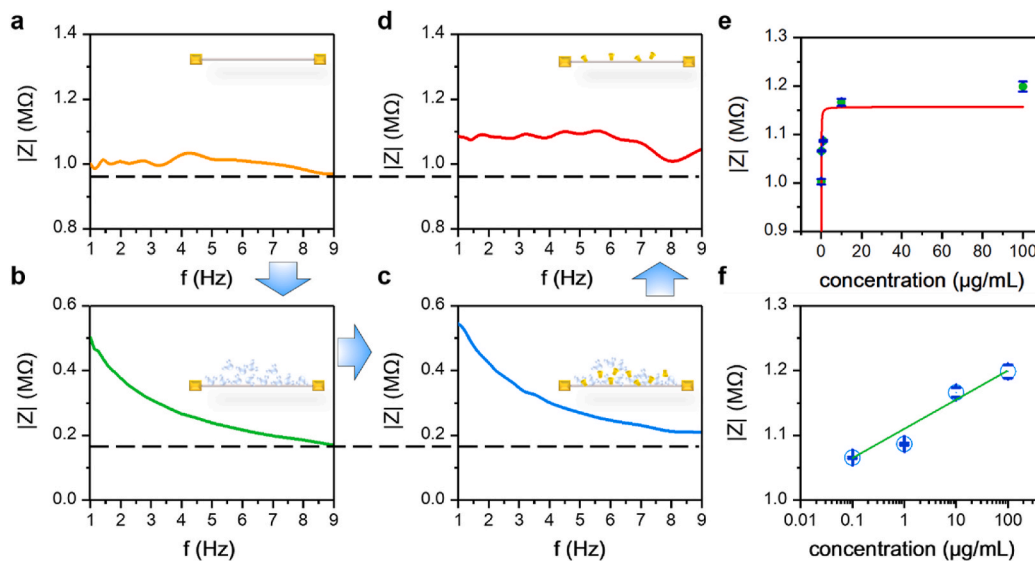 a
d
e
1.4
1.2
1.0
0.8
|Z| (MΩ)
1 2 3 4 5 6 7 8 9
f (Hz)
1.4
1.2
1.0
0.8
|Z| (MΩ)
1 2 3 4 5 6 7 8 9
f (Hz)
1.3
1.2
1.1
1.0
0.9
|Z| (MΩ)
0 20 40 60 80 100
concentration (µg/mL)
b
c
f
0.6
0.4
0.2
0.0
|Z| (MΩ)
1 2 3 4 5 6 7 8 9
f (Hz)
0.6
0.4
0.2
0.0
|Z| (MΩ)
1 2 3 4 5 6 7 8 9
f (Hz)
1.3
1.2
1.1
1.0
|Z| (MΩ)
0.01 0.1 1 10 100
concentration (µg/mL)